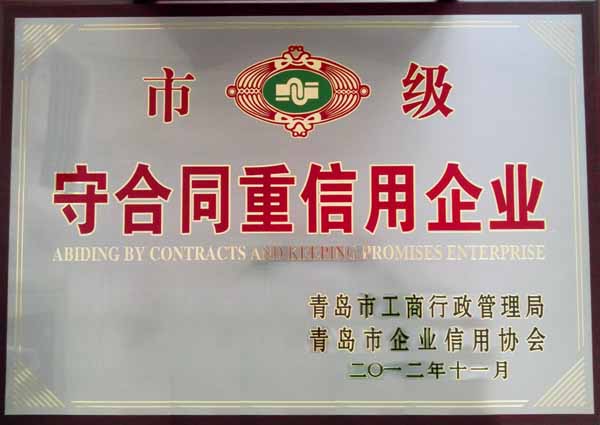 市 级
守合同重信用企业
ABIDING BY CONTRACTS AND KEEPING PROMISES ENTERPRISE
青岛市工商行政管理局
青岛市企业信用协会
二〇一二年十一月